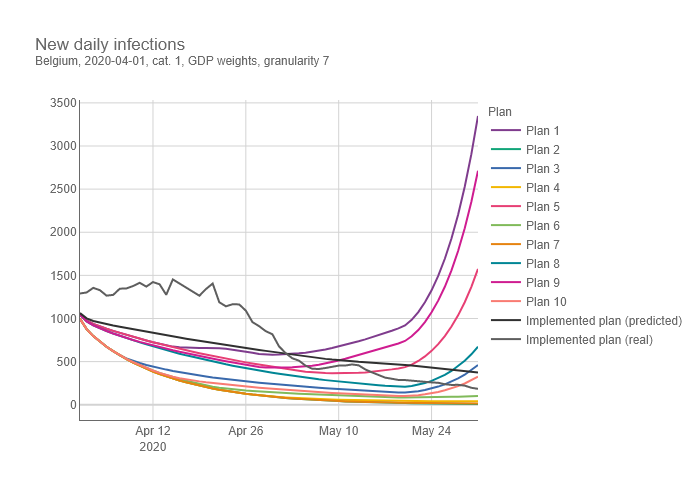 New daily infections
Belgium, 2020-04-01, cat. 1, GDP weights, granularity 7
3500
3000
2500
2000
1500
1000
500
0
Apr 12
2020
Apr 26
May 10
May 24
Plan
Plan 1
Plan 2
Plan 3
Plan 4
Plan 5
Plan 6
Plan 7
Plan 8
Plan 9
Plan 10
Implemented plan (predicted)
Implemented plan (real)